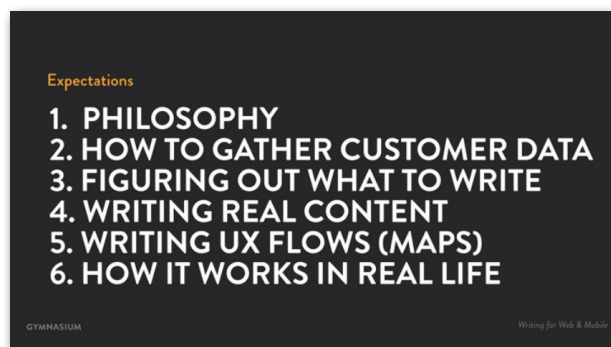 Expectations
1. PHILOSOPHY
2. HOW TO GATHER CUSTOMER DATA
3. FIGURING OUT WHAT TO WRITE
4. WRITING REAL CONTENT
5. WRITING UX FLOWS (MAPS)
6. HOW IT WORKS IN REAL LIFE
GYMNASIUM
Writing for Web & Mobile